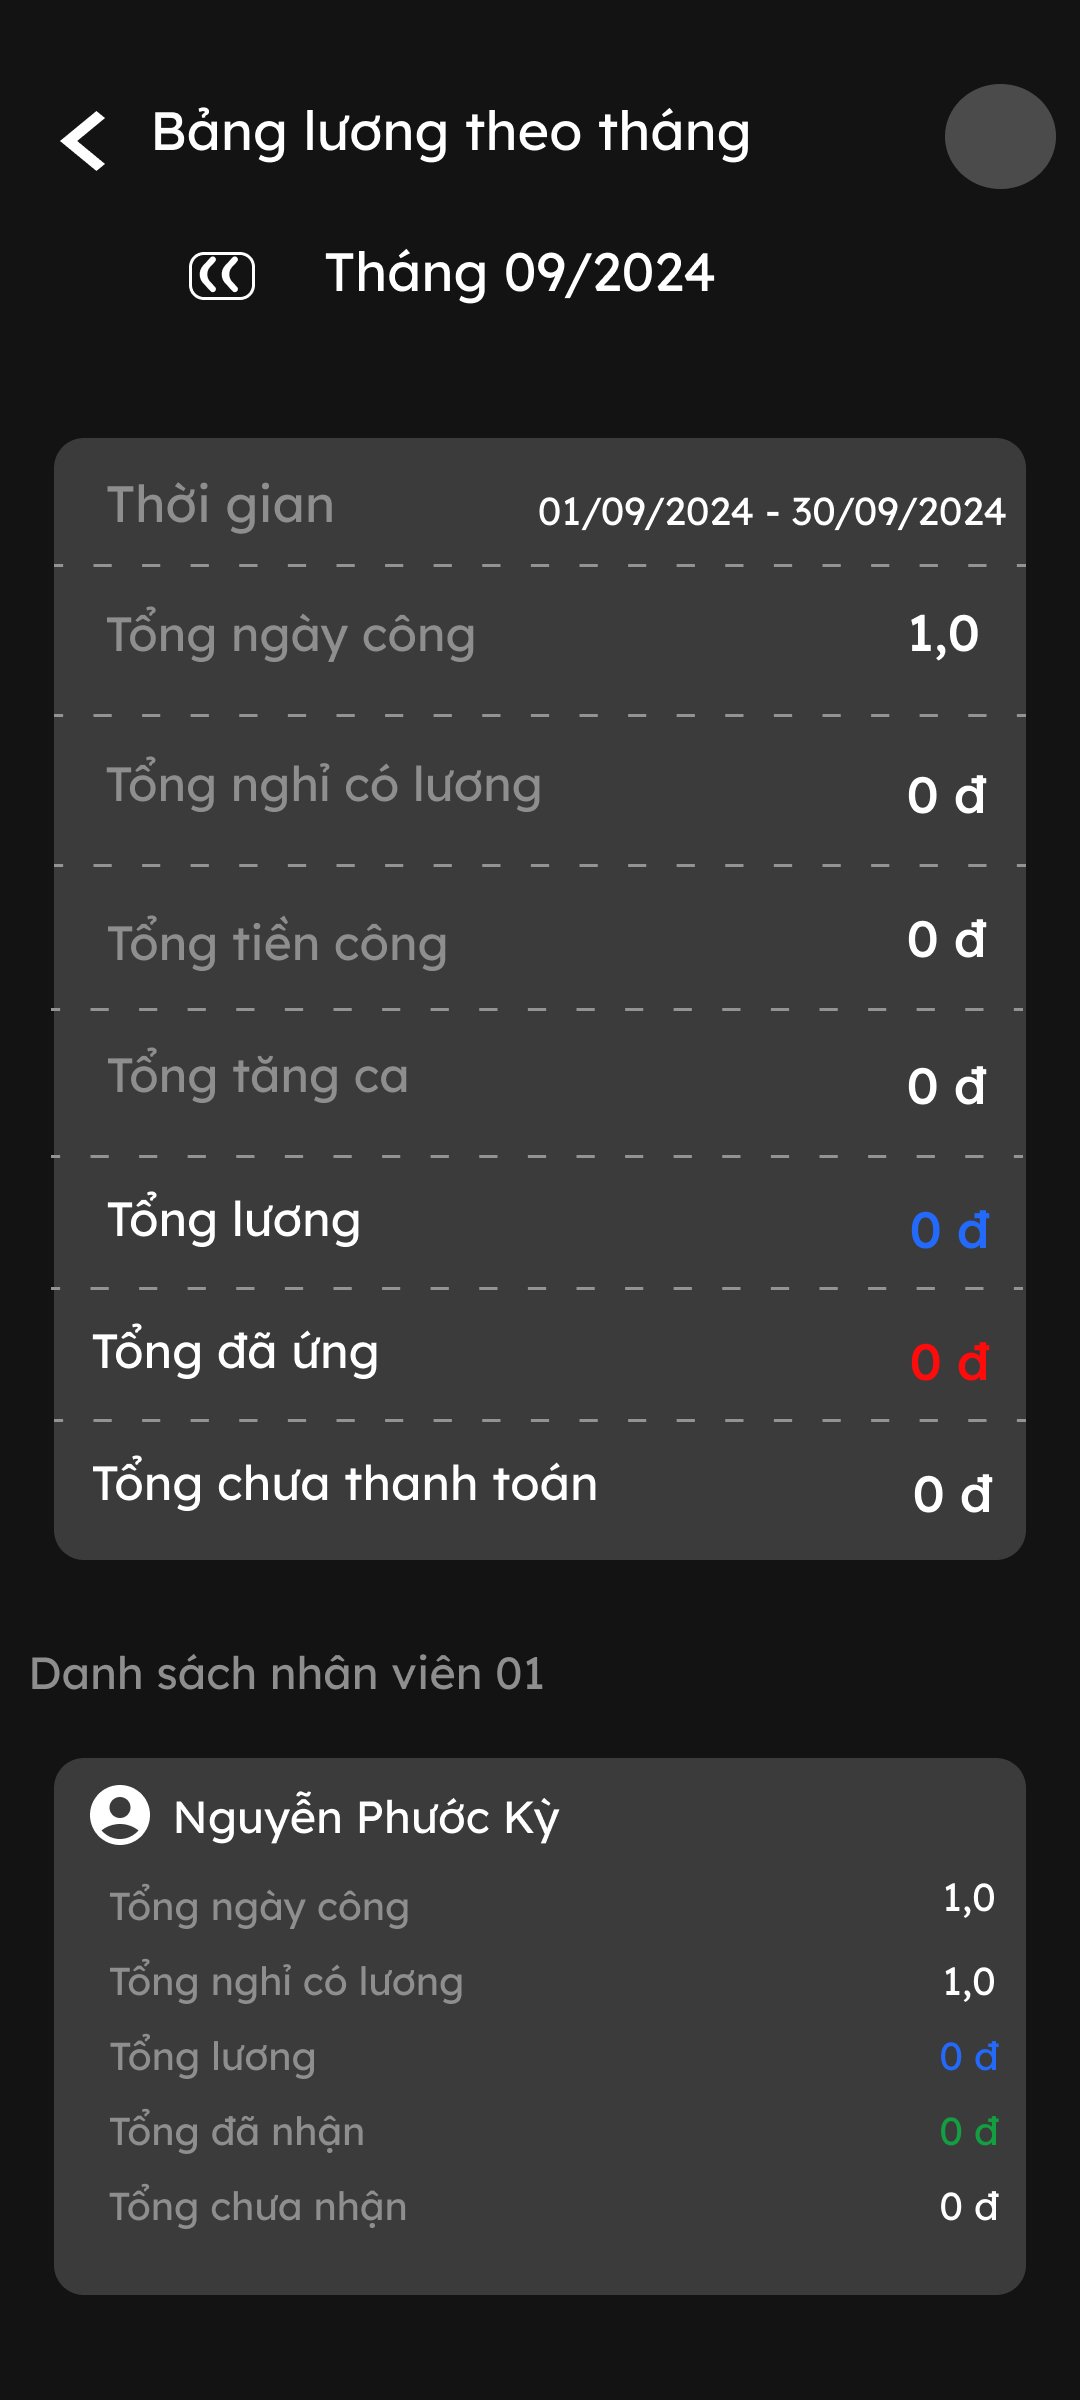 Bảng lương theo tháng
Tháng 09/2024
Thời gian 01/09/2024 - 30/09/2024
Tổng ngày công 1,0
Tổng nghỉ có lương 0 đ
Tổng tiền công 0 đ
Tổng tăng ca 0 đ
Tổng lương 0 đ
Tổng đã ứng 0 đ
Tổng chưa thanh toán 0 đ
Danh sách nhân viên 01
Nguyễn Phước Kỳ
Tổng ngày công 1,0
Tổng nghỉ có lương 1,0
Tổng lương 0 đ
Tổng đã nhận 0 đ
Tổng chưa nhận 0 đ